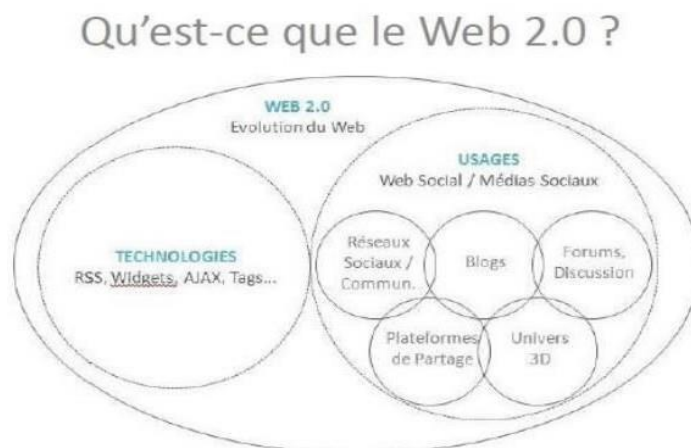 Qu'est-ce que le Web 2.0 ?
WEB 2.0
Evolution du Web
USAGES
Web Social / Médias Sociaux
TECHNOLOGIES
RSS, Widgets, AJAX, Tags...
Réseaux
Sociaux /
Commun.
Blogs
Forums,
Discussion
Plateformes
de Partage
Univers
3D